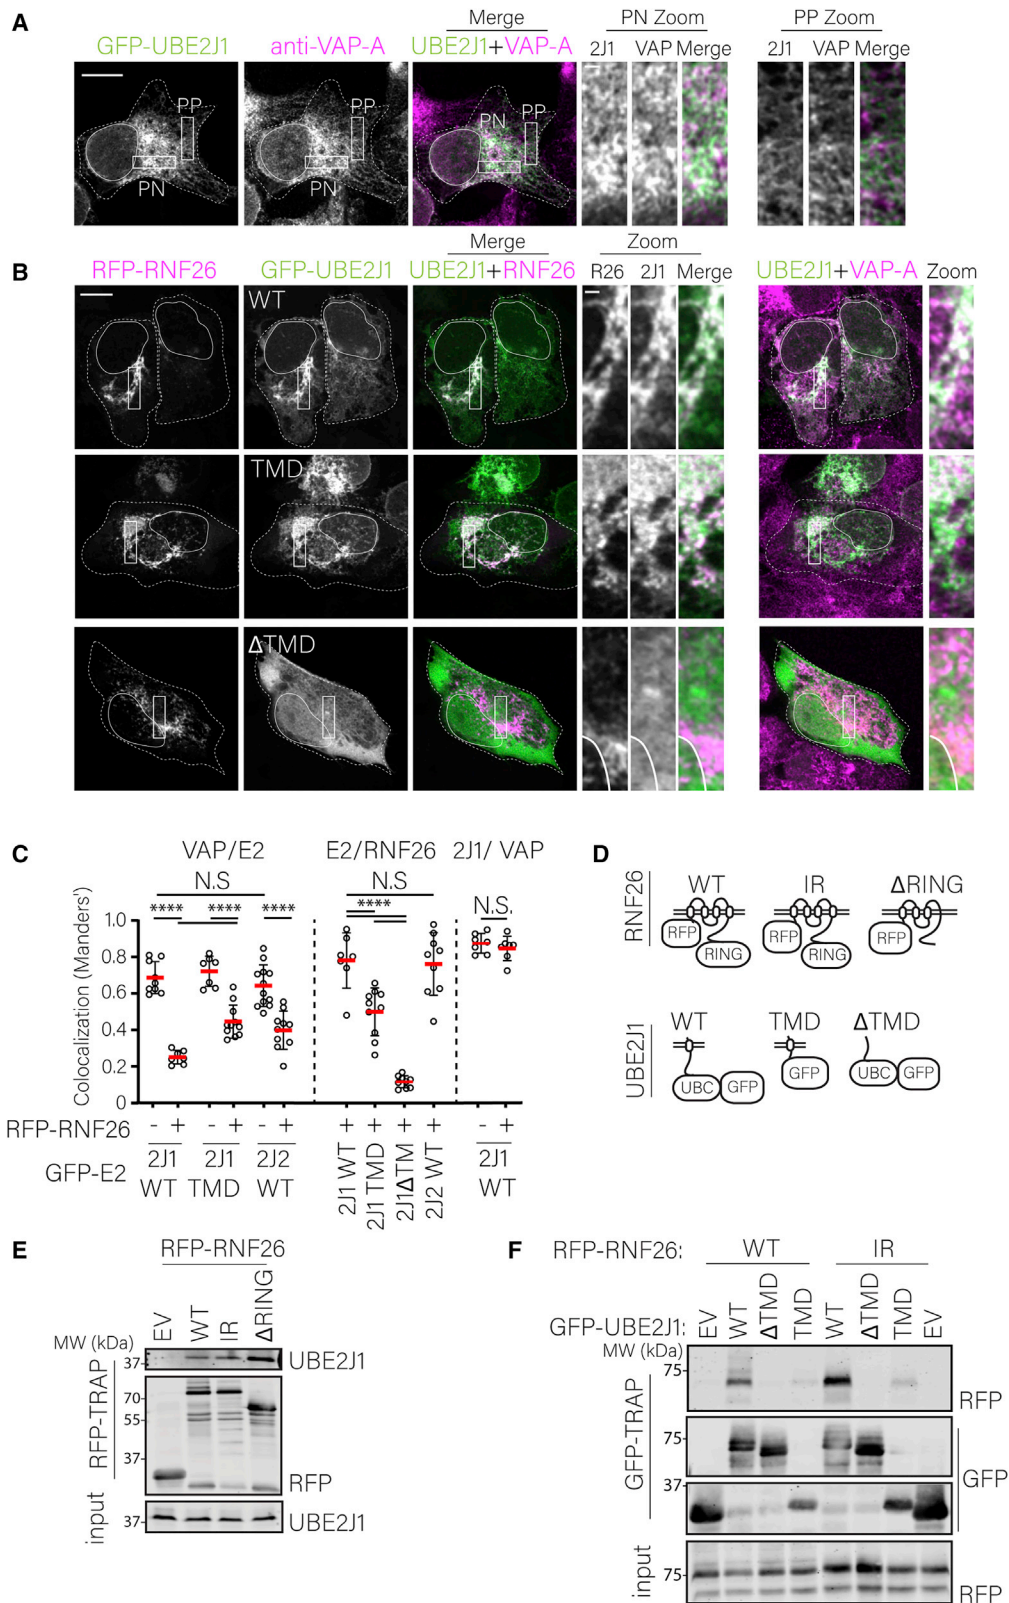 A
Merge
PN Zoom
PP Zoom
GFP-UBE2J1
anti-VAP-A
UBE2J1+VAP-A
2J1 VAP Merge
2J1 VAP Merge
PP
PN
PP
PN
PP
PN
B
Merge
Zoom
RFP-RNF26
GFP-UBE2J1
UBE2J1+RNF26
R26 2J1 Merge
UBE2J1+VAP-A
Zoom
WT
TMD
ΔTMD
C
VAP/E2
E2/RNF26
2J1/ VAP
N.S
N.S
N.S.
**** **** ****
****
Colocalization (Manders')
1.0
0.8
0.6
0.4
0.2
0
RFP-RNF26
- + - + - + + + + + - +
GFP-E2
2J1 WT
2J1 TMD
2J2 WT
2J1 WT
2J1 TMD
2J1ΔTM
2J2 WT
2J1 WT
D
RNF26
WT
IR
ΔRING
RFP
RING
RFP
RING
RFP
UBE2J1
WT
TMD
ΔTMD
UBC GFP
GFP
UBC GFP
E
RFP-RNF26
EV
WT
IR
ΔRING
MW (kDa)
RFP-TRAP
37-
UBE2J1
70-
55-
37-
RFP
input
37-
UBE2J1
F
RFP-RNF26:
WT
IR
GFP-UBE2J1:
EV
WT
ΔTMD
TMD
WT
ΔTMD
TMD
EV
MW (kDa)
GFP-TRAP
75-
RFP
75-
37-
GFP
input
75-
RFP